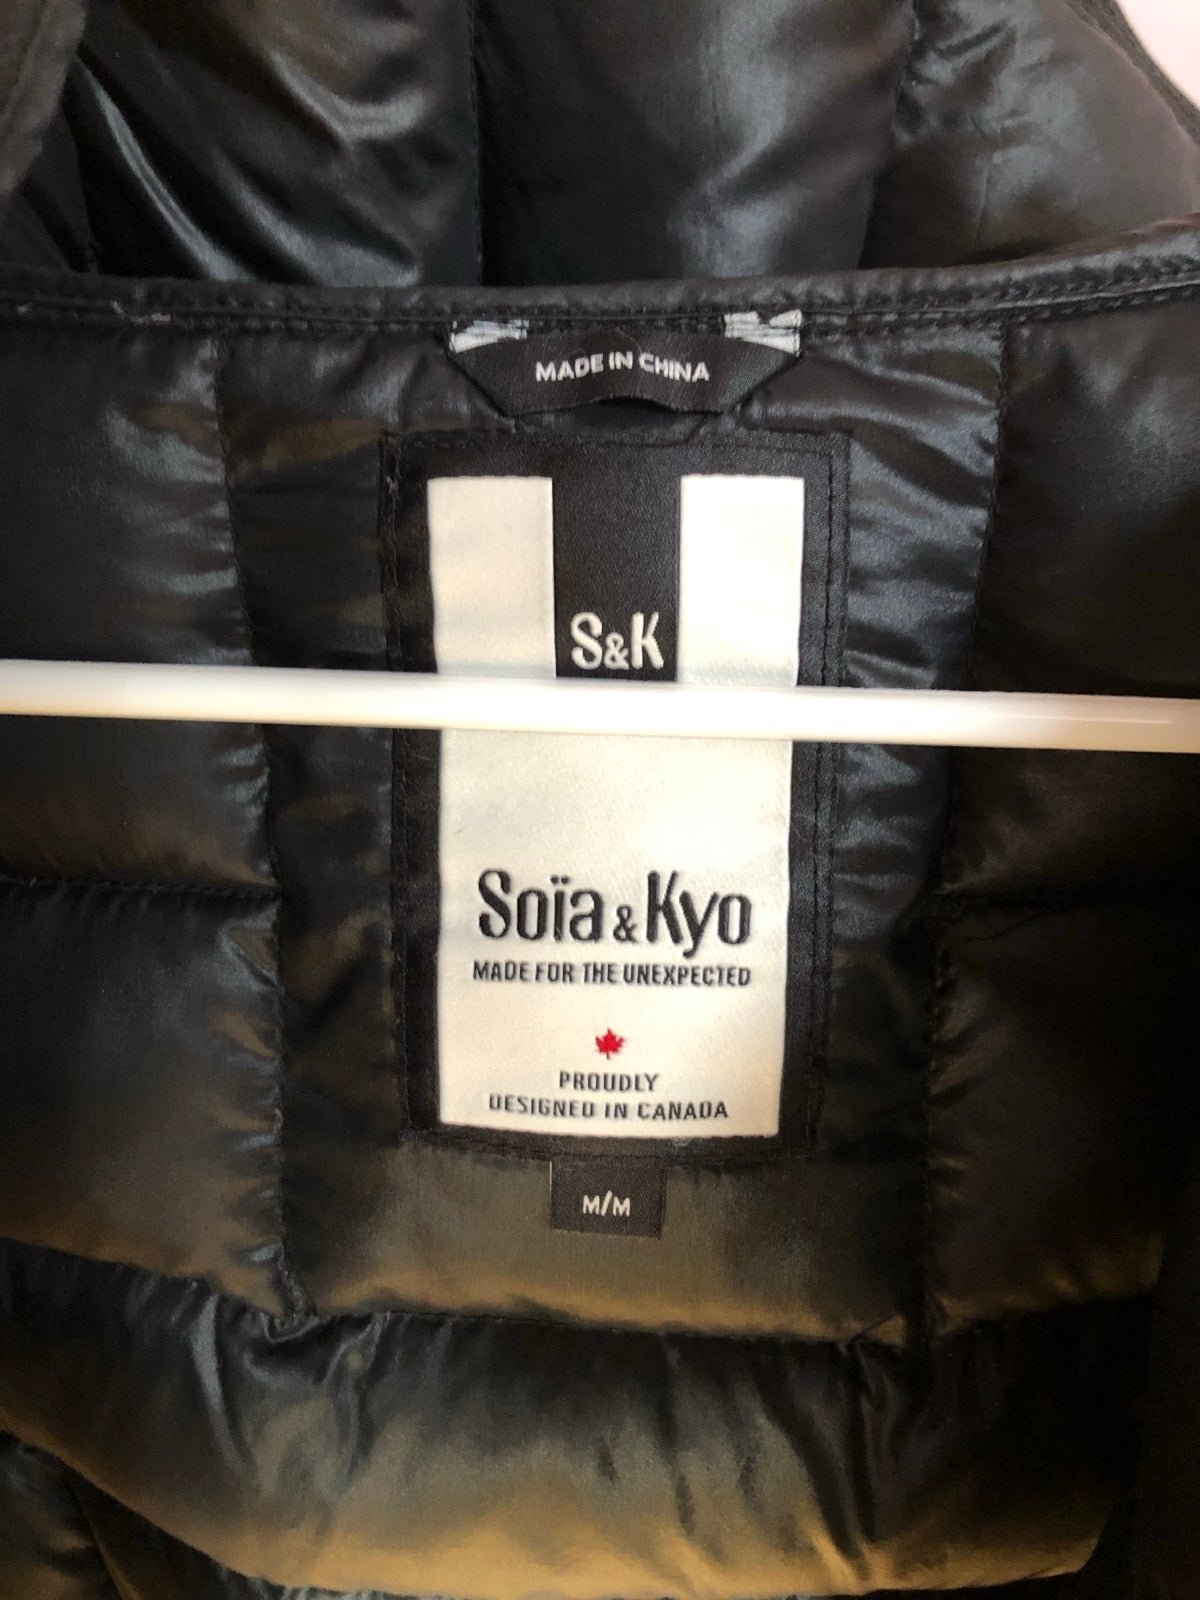 MADE IN CHINA
S&K
Soïa & Kyo
MADE FOR THE UNEXPECTED
PROUDLY
DESIGNED IN CANADA
M/M